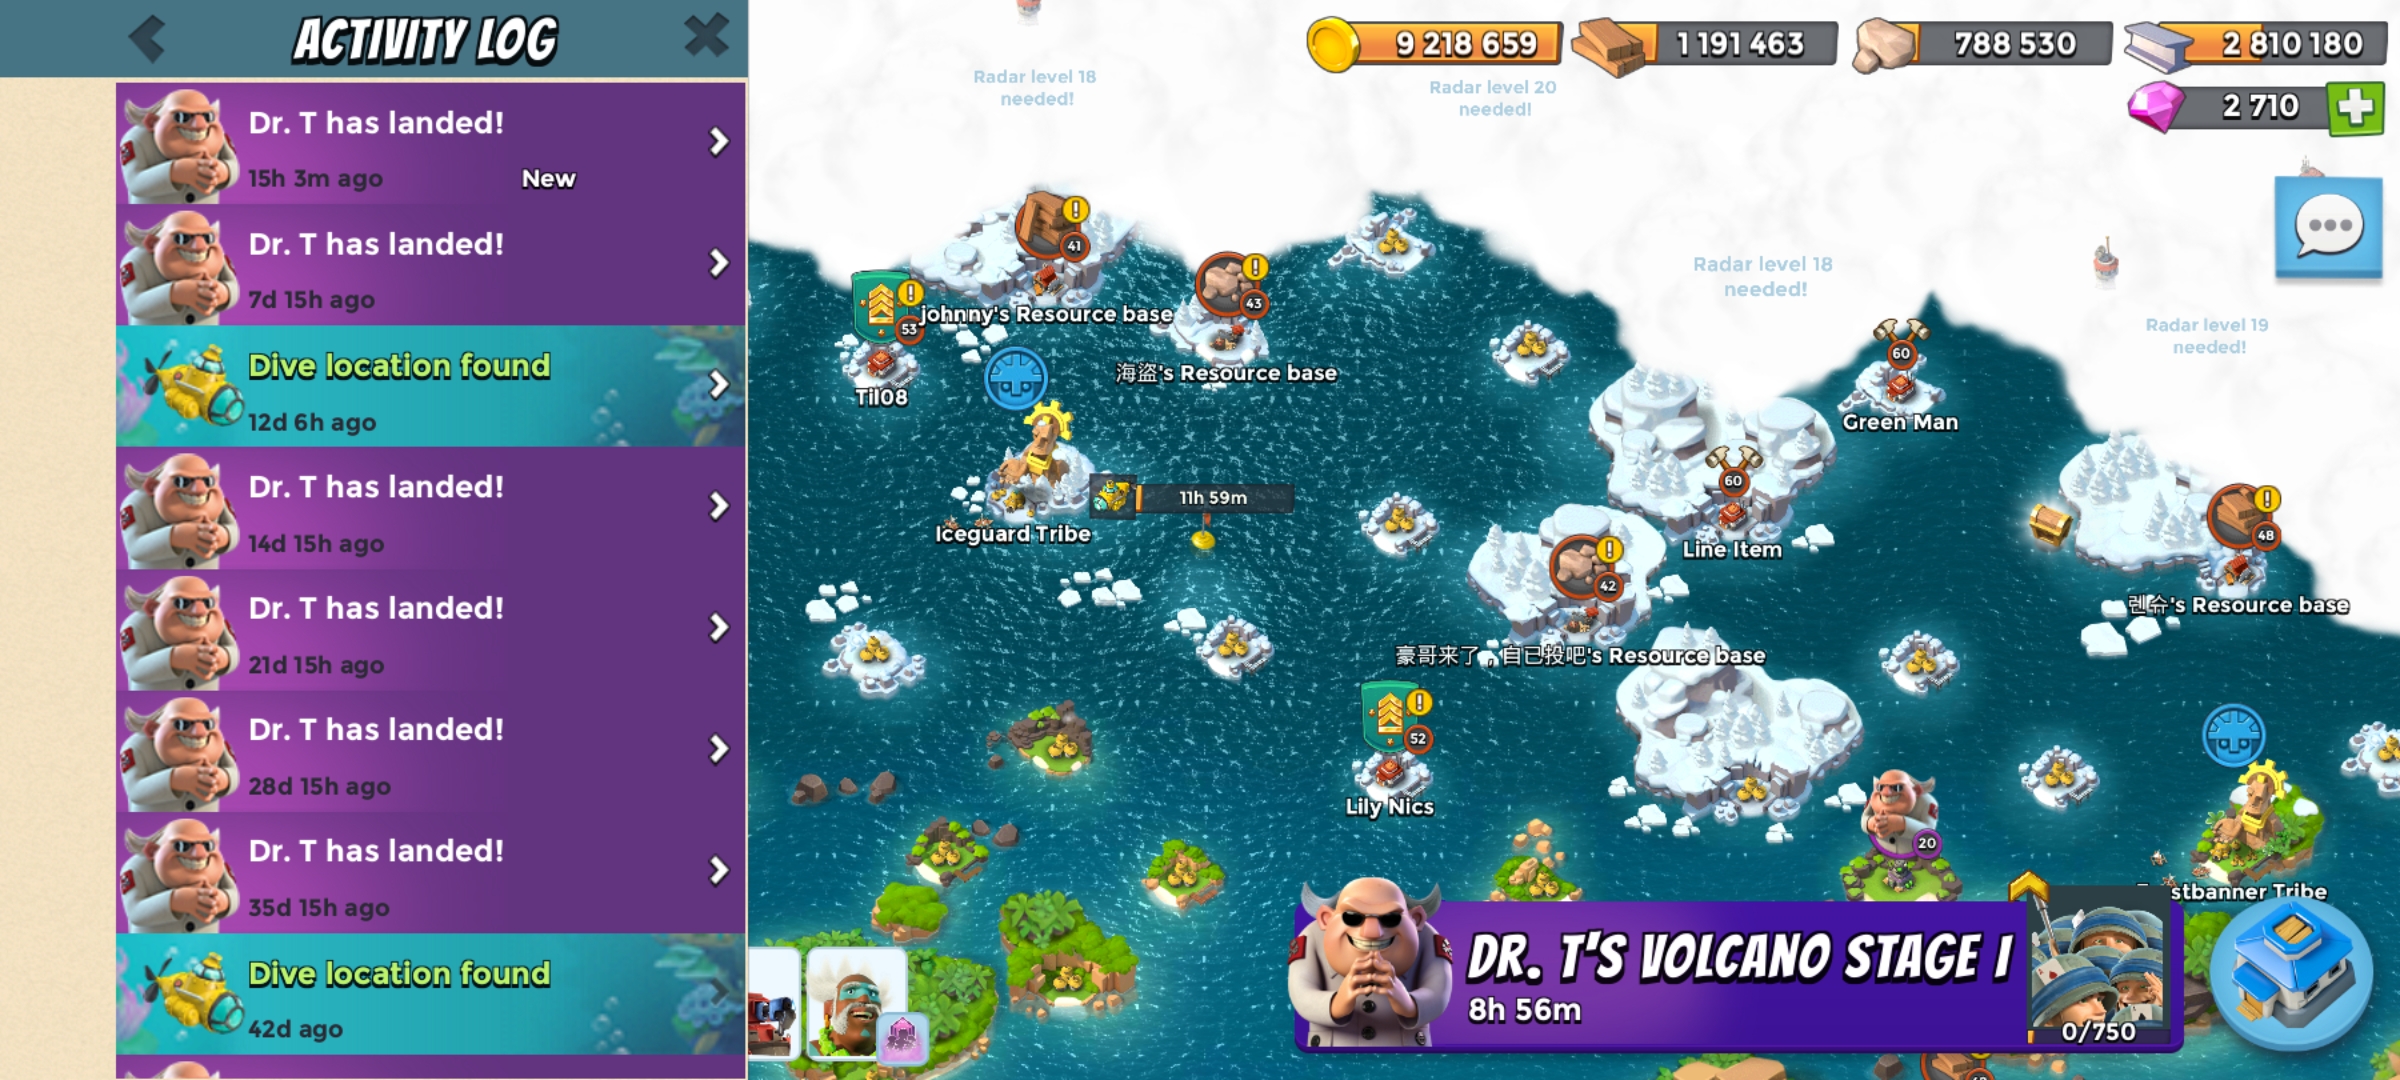 ACTIVITY LOG
Dr. T has landed!
15h 3m ago
New
Dr. T has landed!
7d 15h ago
Dive location found
12d 6h ago
Dr. T has landed!
14d 15h ago
Dr. T has landed!
21d 15h ago
Dr. T has landed!
28d 15h ago
Dr. T has landed!
35d 15h ago
Dive location found
42d ago
9 218 659
1 191 463
788 530
2 810 180
2 710
Radar level 18
needed!
Radar level 20
needed!
Radar level 18
needed!
Radar level 19
needed!
41
johnny's Resource base
43
海盗's Resource base
53
Til08
60
Green Man
Iceguard Tribe
11h 59m
60
Line Item
42
豪哥来了，自已投吧's Resource base
48
렌슈's Resource base
52
Lily Nics
20
stbanner Tribe
DR. T'S VOLCANO STAGE I
8h 56m
0/750